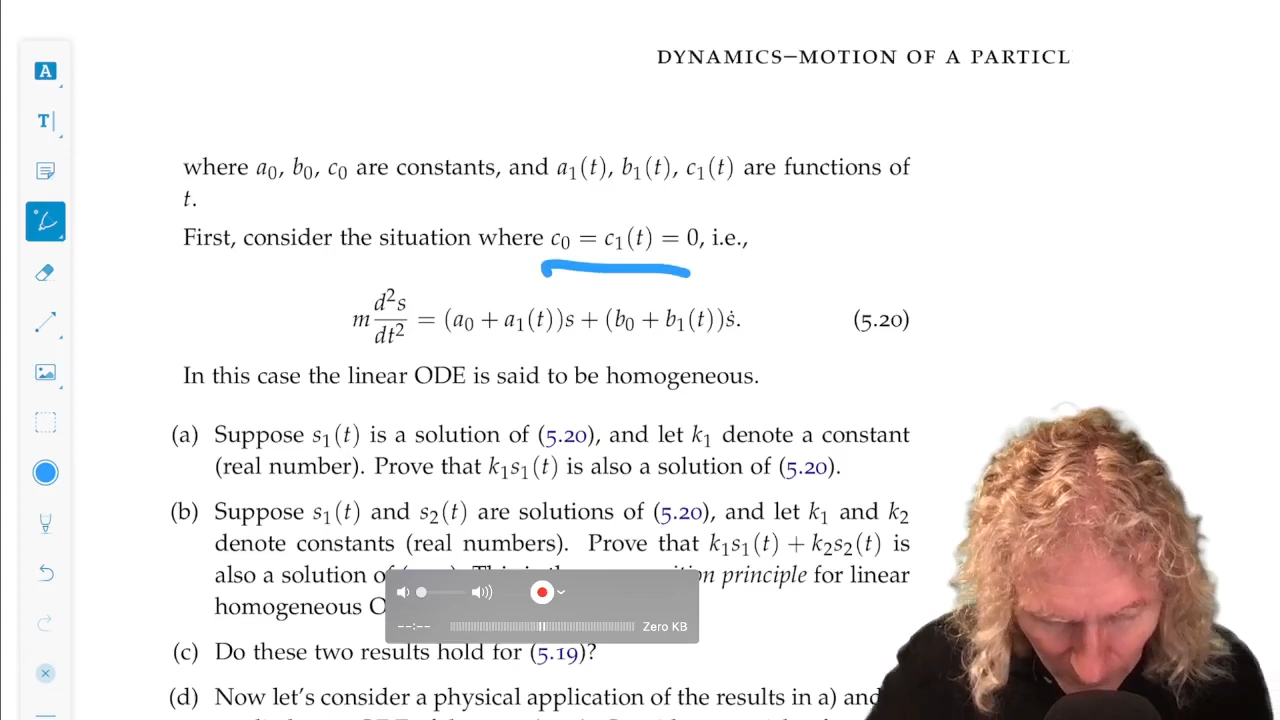 DYNAMICS–MOTION OF A PARTICL
A
T
where a₀, b₀, c₀ are constants, and a₁(t), b₁(t), c₁(t) are functions of
t.
First, consider the situation where c₀ = c₁(t) = 0, i.e.,
m d²s/dt² = (a₀ + a₁(t))s + (b₀ + b₁(t))ṡ. (5.20)
In this case the linear ODE is said to be homogeneous.
(a) Suppose s₁(t) is a solution of (5.20), and let k₁ denote a constant
(real number). Prove that k₁s₁(t) is also a solution of (5.20).
(b) Suppose s₁(t) and s₂(t) are solutions of (5.20), and let k₁ and k₂
denote constants (real numbers). Prove that k₁s₁(t) + k₂s₂(t) is
also a solution principle for linear
homogeneous
--:-- Zero KB
(c) Do these two results hold for (5.19)?
(d) Now let's consider a physical application of the results in a) and